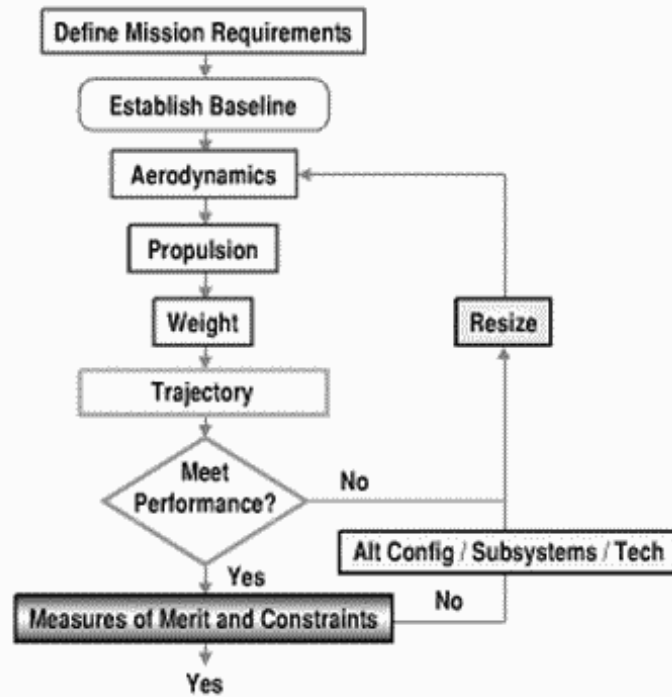 Define Mission Requirements
Establish Baseline
Aerodynamics
Propulsion
Weight
Resize
Trajectory
Meet
Performance?
No
Alt Config / Subsystems / Tech
Yes
No
Measures of Merit and Constraints
Yes